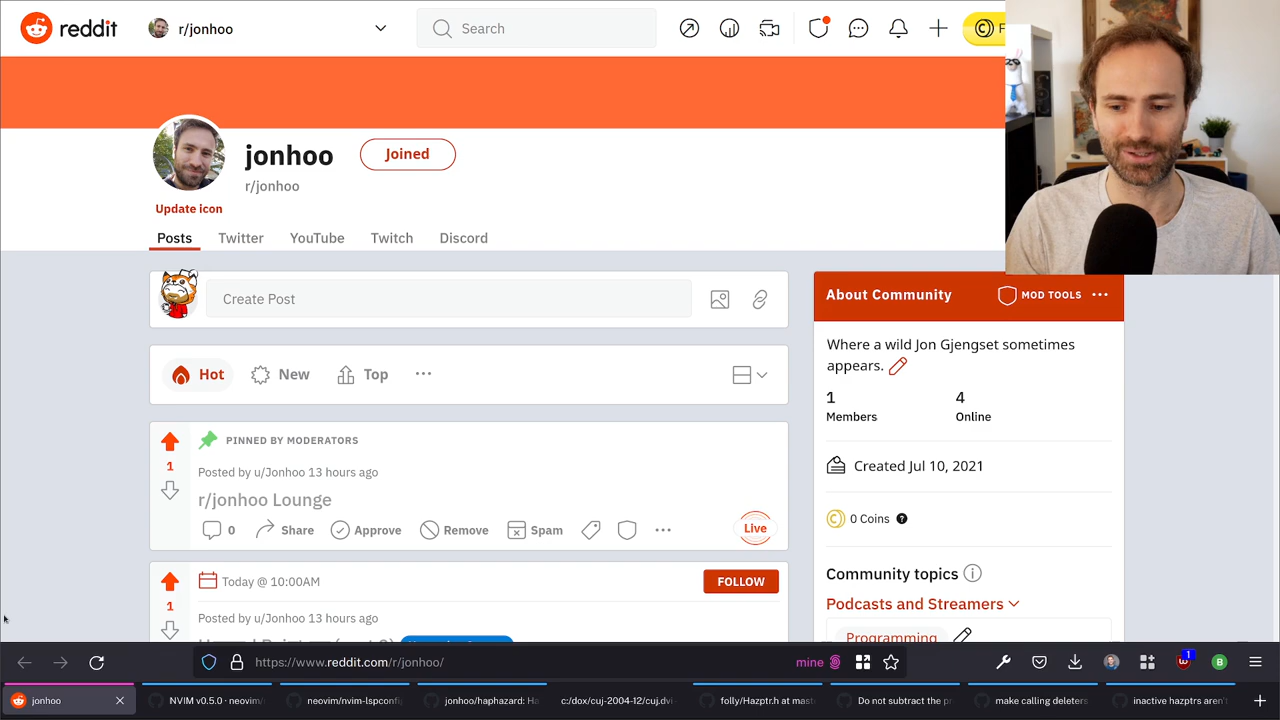 reddit
r/jonhoo
Search
F
jonhoo
Joined
r/jonhoo
Update icon
Posts
Twitter
YouTube
Twitch
Discord
Create Post
Hot
New
Top
PINNED BY MODERATORS
Posted by u/Jonhoo 13 hours ago
r/jonhoo Lounge
0
Share
Approve
Remove
Spam
Live
1
Today @ 10:00AM
FOLLOW
1
Posted by u/Jonhoo 13 hours ago
About Community
MOD TOOLS
Where a wild Jon Gjengset sometimes
appears.
1
Members
4
Online
Created Jul 10, 2021
0 Coins
Community topics
Podcasts and Streamers
Programming
https://www.reddit.com/r/jonhoo/
mine
1
B
jonhoo
NVIM v0.5.0 · neovim/
neovim/nvim-lspconfi
jonhoo/haphazard: Ha
c:/dox/cuj-2004-12/cuj.dvi -
folly/Hazptr.h at mast
Do not subtract the p
make calling deleters
inactive hazptrs aren't